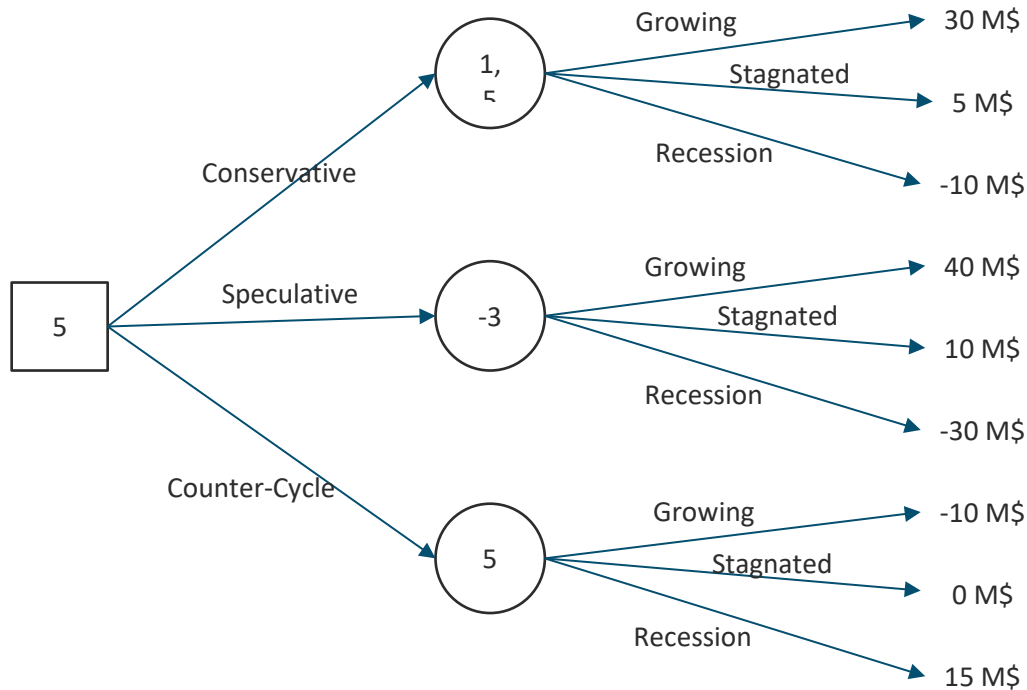 Growing
30 M$
1,
5
Stagnated
5 M$
Recession
-10 M$
Conservative
Growing
40 M$
Speculative
-3
Stagnated
10 M$
5
Recession
-30 M$
Counter-Cycle
Growing
-10 M$
5
Stagnated
0 M$
Recession
15 M$